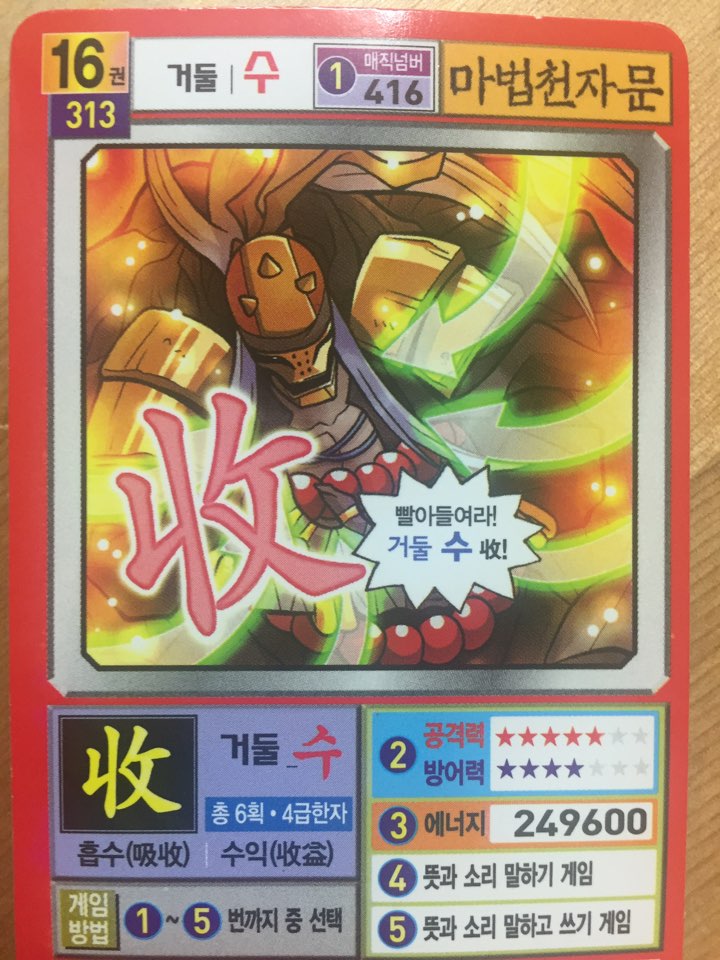 16권
313
거둘 수
1 매직넘버
416
마법천자문
收
빨아들여라!
거둘 수 收!
收
거둘_수
총 6획 • 4급한자
흡수(吸收) 수익(收益)
게임
방법
1 ~ 5 번까지 중 선택
2 공격력 ★★★★★☆☆
방어력 ★★★★☆☆☆
3 에너지 249600
4 뜻과 소리 말하기 게임
5 뜻과 소리 말하고 쓰기 게임